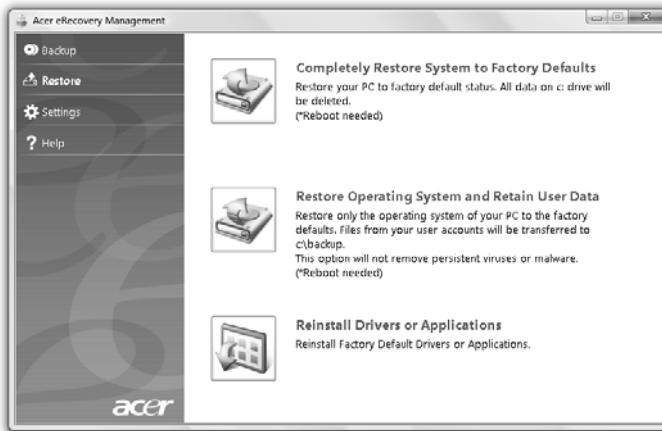 Acer eRecovery Management
Backup
Restore
Settings
Help
Completely Restore System to Factory Defaults
Restore your PC to factory default status. All data on c: drive will
be deleted.
(*Reboot needed)
Restore Operating System and Retain User Data
Restore only the operating system of your PC to the factory
defaults. Files from your user accounts will be transferred to
c:\backup.
This option will not remove persistent viruses or malware.
(*Reboot needed)
Reinstall Drivers or Applications
Reinstall Factory Default Drivers or Applications.
acer